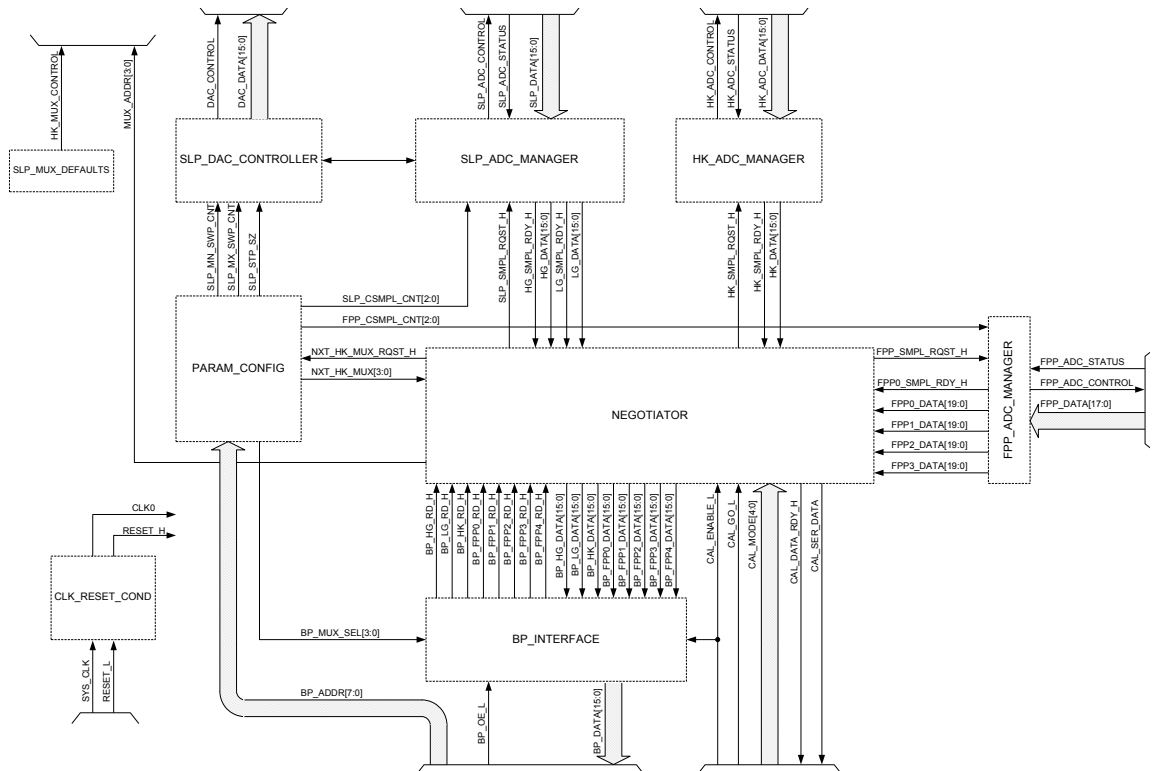 HK_MUX_CONTROL
MUX_ADDR[3:0]
DAC_CONTROL
DAC_DATA[15:0]
SLP_ADC_CONTROL
SLP_ADC_STATUS
SLP_DATA[15:0]
HK_ADC_CONTROL
HK_ADC_STATUS
HK_ADC_DATA[15:0]
SLP_MUX_DEFAULTS
SLP_DAC_CONTROLLER
SLP_ADC_MANAGER
HK_ADC_MANAGER
SLP_MN_SWP_CNT
SLP_MX_SWP_CNT
SLP_STP_SZ
SLP_SMPL_RQST_H
HG_SMPL_RDY_H
HG_DATA[15:0]
LG_SMPL_RDY_H
LG_DATA[15:0]
HK_SMPL_RQST_H
HK_SMPL_RDY_H
HK_DATA[15:0]
SLP_CSMPL_CNT[2:0]
FPP_CSMPL_CNT[2:0]
PARAM_CONFIG
NXT_HK_MUX_RQST_H
NXT_HK_MUX[3:0]
NEGOTIATOR
FPP_SMPL_RQST_H
FPP0_SMPL_RDY_H
FPP0_DATA[19:0]
FPP1_DATA[19:0]
FPP2_DATA[19:0]
FPP3_DATA[19:0]
FPP_ADC_MANAGER
FPP_ADC_STATUS
FPP_ADC_CONTROL
FPP_DATA[17:0]
BP_HG_RD_H
BP_LG_RD_H
BP_HK_RD_H
BP_FPP0_RD_H
BP_FPP1_RD_H
BP_FPP2_RD_H
BP_FPP3_RD_H
BP_FPP4_RD_H
BP_HG_DATA[15:0]
BP_LG_DATA[15:0]
BP_HK_DATA[15:0]
BP_FPP0_DATA[15:0]
BP_FPP1_DATA[15:0]
BP_FPP2_DATA[15:0]
BP_FPP3_DATA[15:0]
BP_FPP4_DATA[15:0]
CAL_ENABLE_L
CAL_GO_L
CAL_MODE[4:0]
CAL_DATA_RDY_H
CAL_SER_DATA
CLK0
RESET_H
CLK_RESET_COND
SYS_CLK
RESET_L
BP_MUX_SEL[3:0]
BP_INTERFACE
BP_ADDR[7:0]
BP_OE_L
BP_DATA[15:0]